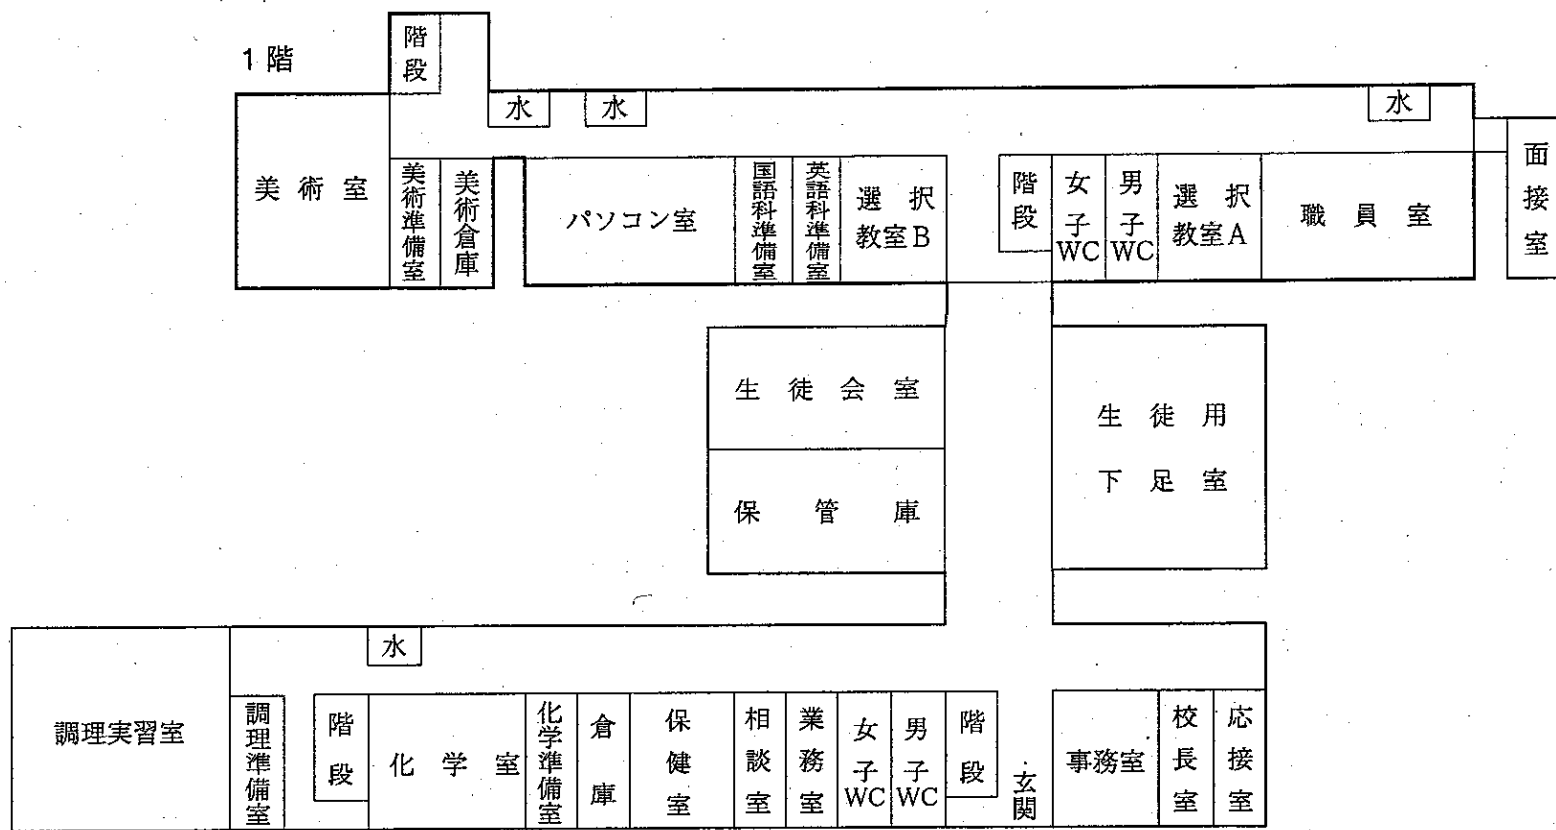 1階
階段
水
水
水
美術室
美術準備室
美術倉庫
パソコン室
国語科準備室
英語科準備室
選択
教室B
階段
女子WC
男子WC
選択
教室A
職員室
面接室
生徒会室
保管庫
生徒用
下足室
水
調理実習室
調理準備室
階段
化学室
化学準備室
倉庫
保健室
相談室
業務室
女子WC
男子WC
階段
玄関
事務室
校長室
応接室